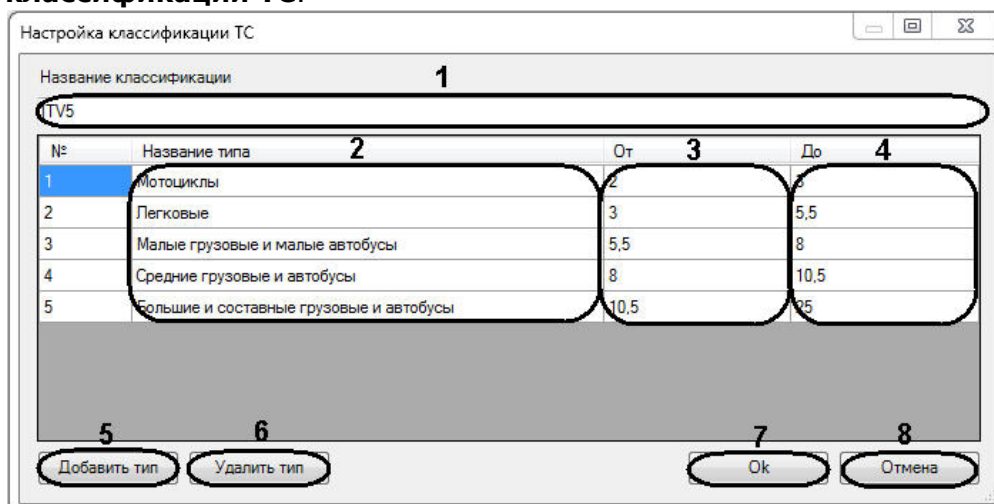 классификации ТС.
Настройка классификации ТС
Название классификации 1
TV5
№ Название типа 2 От 3 До 4
1 Мотоциклы 2 3
2 Легковые 3 5,5
3 Малые грузовые и малые автобусы 5,5 8
4 Средние грузовые и автобусы 8 10,5
5 Большие и составные грузовые и автобусы 10,5 25
5 6 7 8
Добавить тип Удалить тип Ok Отмена